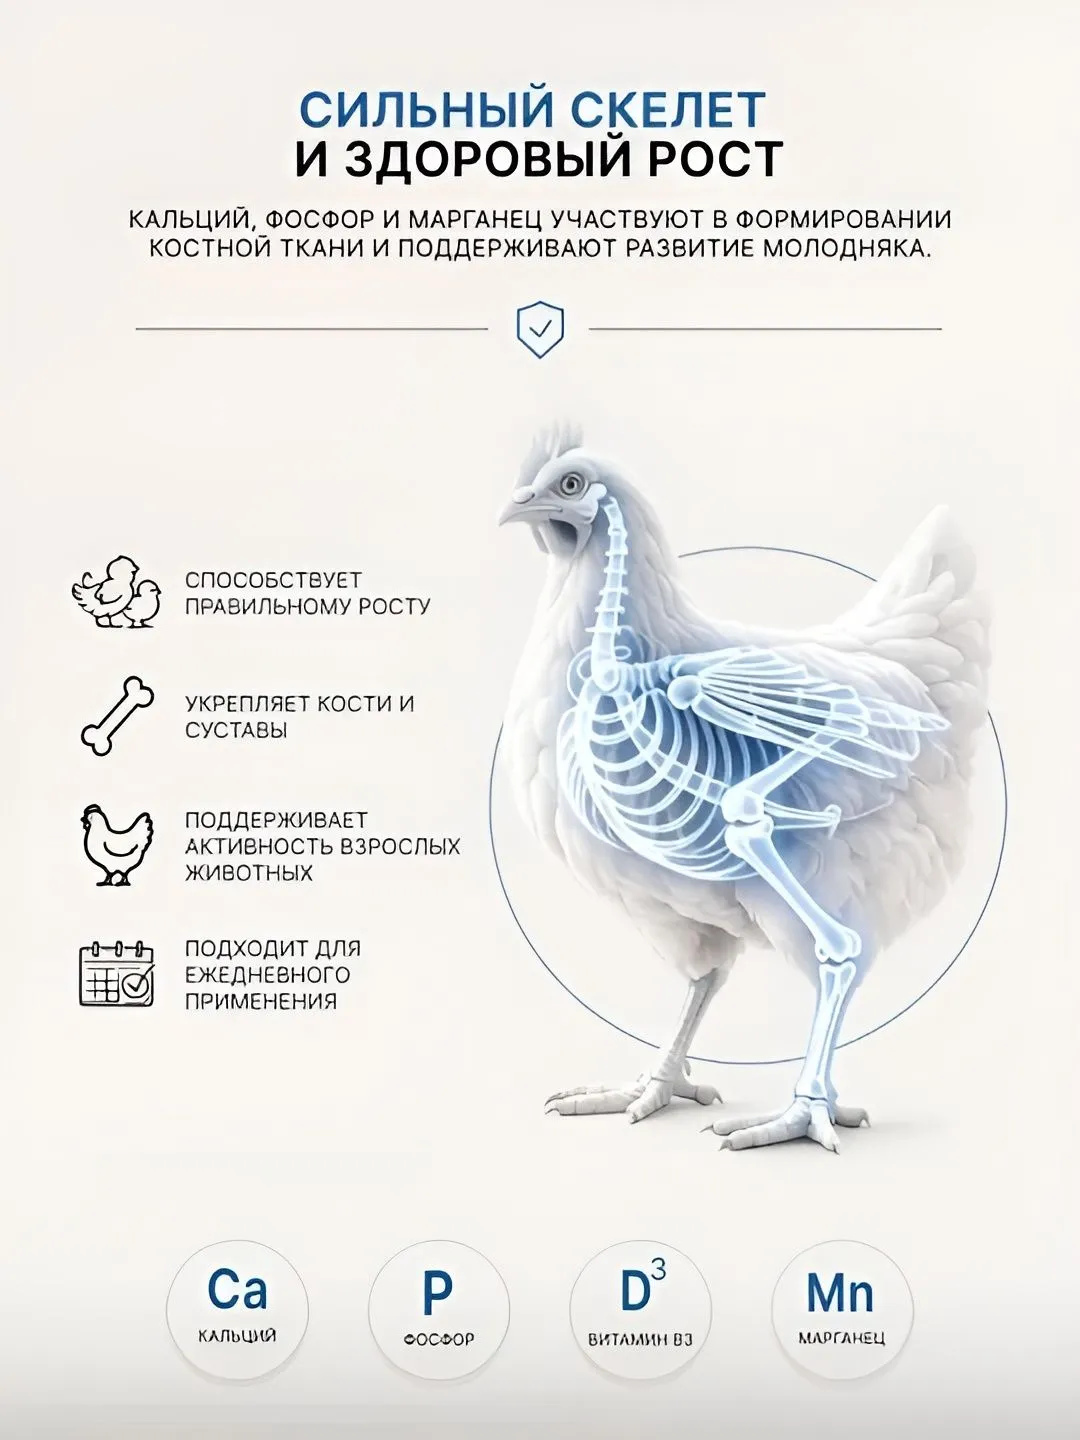 СИЛЬНЫЙ СКЕЛЕТ
И ЗДОРОВЫЙ РОСТ
КАЛЬЦИЙ, ФОСФОР И МАРГАНЕЦ УЧАСТВУЮТ В ФОРМИРОВАНИИ
КОСТНОЙ ТКАНИ И ПОДДЕРЖИВАЮТ РАЗВИТИЕ МОЛОДНЯКА.
СПОСОБСТВУЕТ
ПРАВИЛЬНОМУ РОСТУ
УКРЕПЛЯЕТ КОСТИ И
СУСТАВЫ
ПОДДЕРЖИВАЕТ
АКТИВНОСТЬ ВЗРОСЛЫХ
ЖИВОТНЫХ
ПОДХОДИТ ДЛЯ
ЕЖЕДНЕВНОГО
ПРИМЕНЕНИЯ
Ca
КАЛЬЦИЙ
P
ФОСФОР
D³
ВИТАМИН В3
Mn
МАРГАНЕЦ